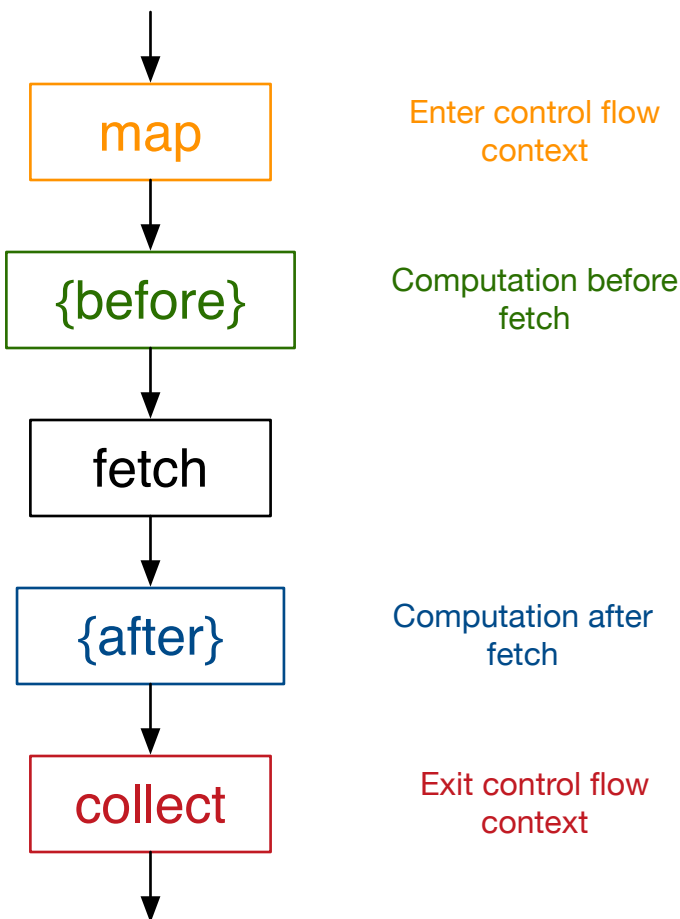 map
Enter control flow
context
{before}
Computation before
fetch
fetch
{after}
Computation after
fetch
collect
Exit control flow
context